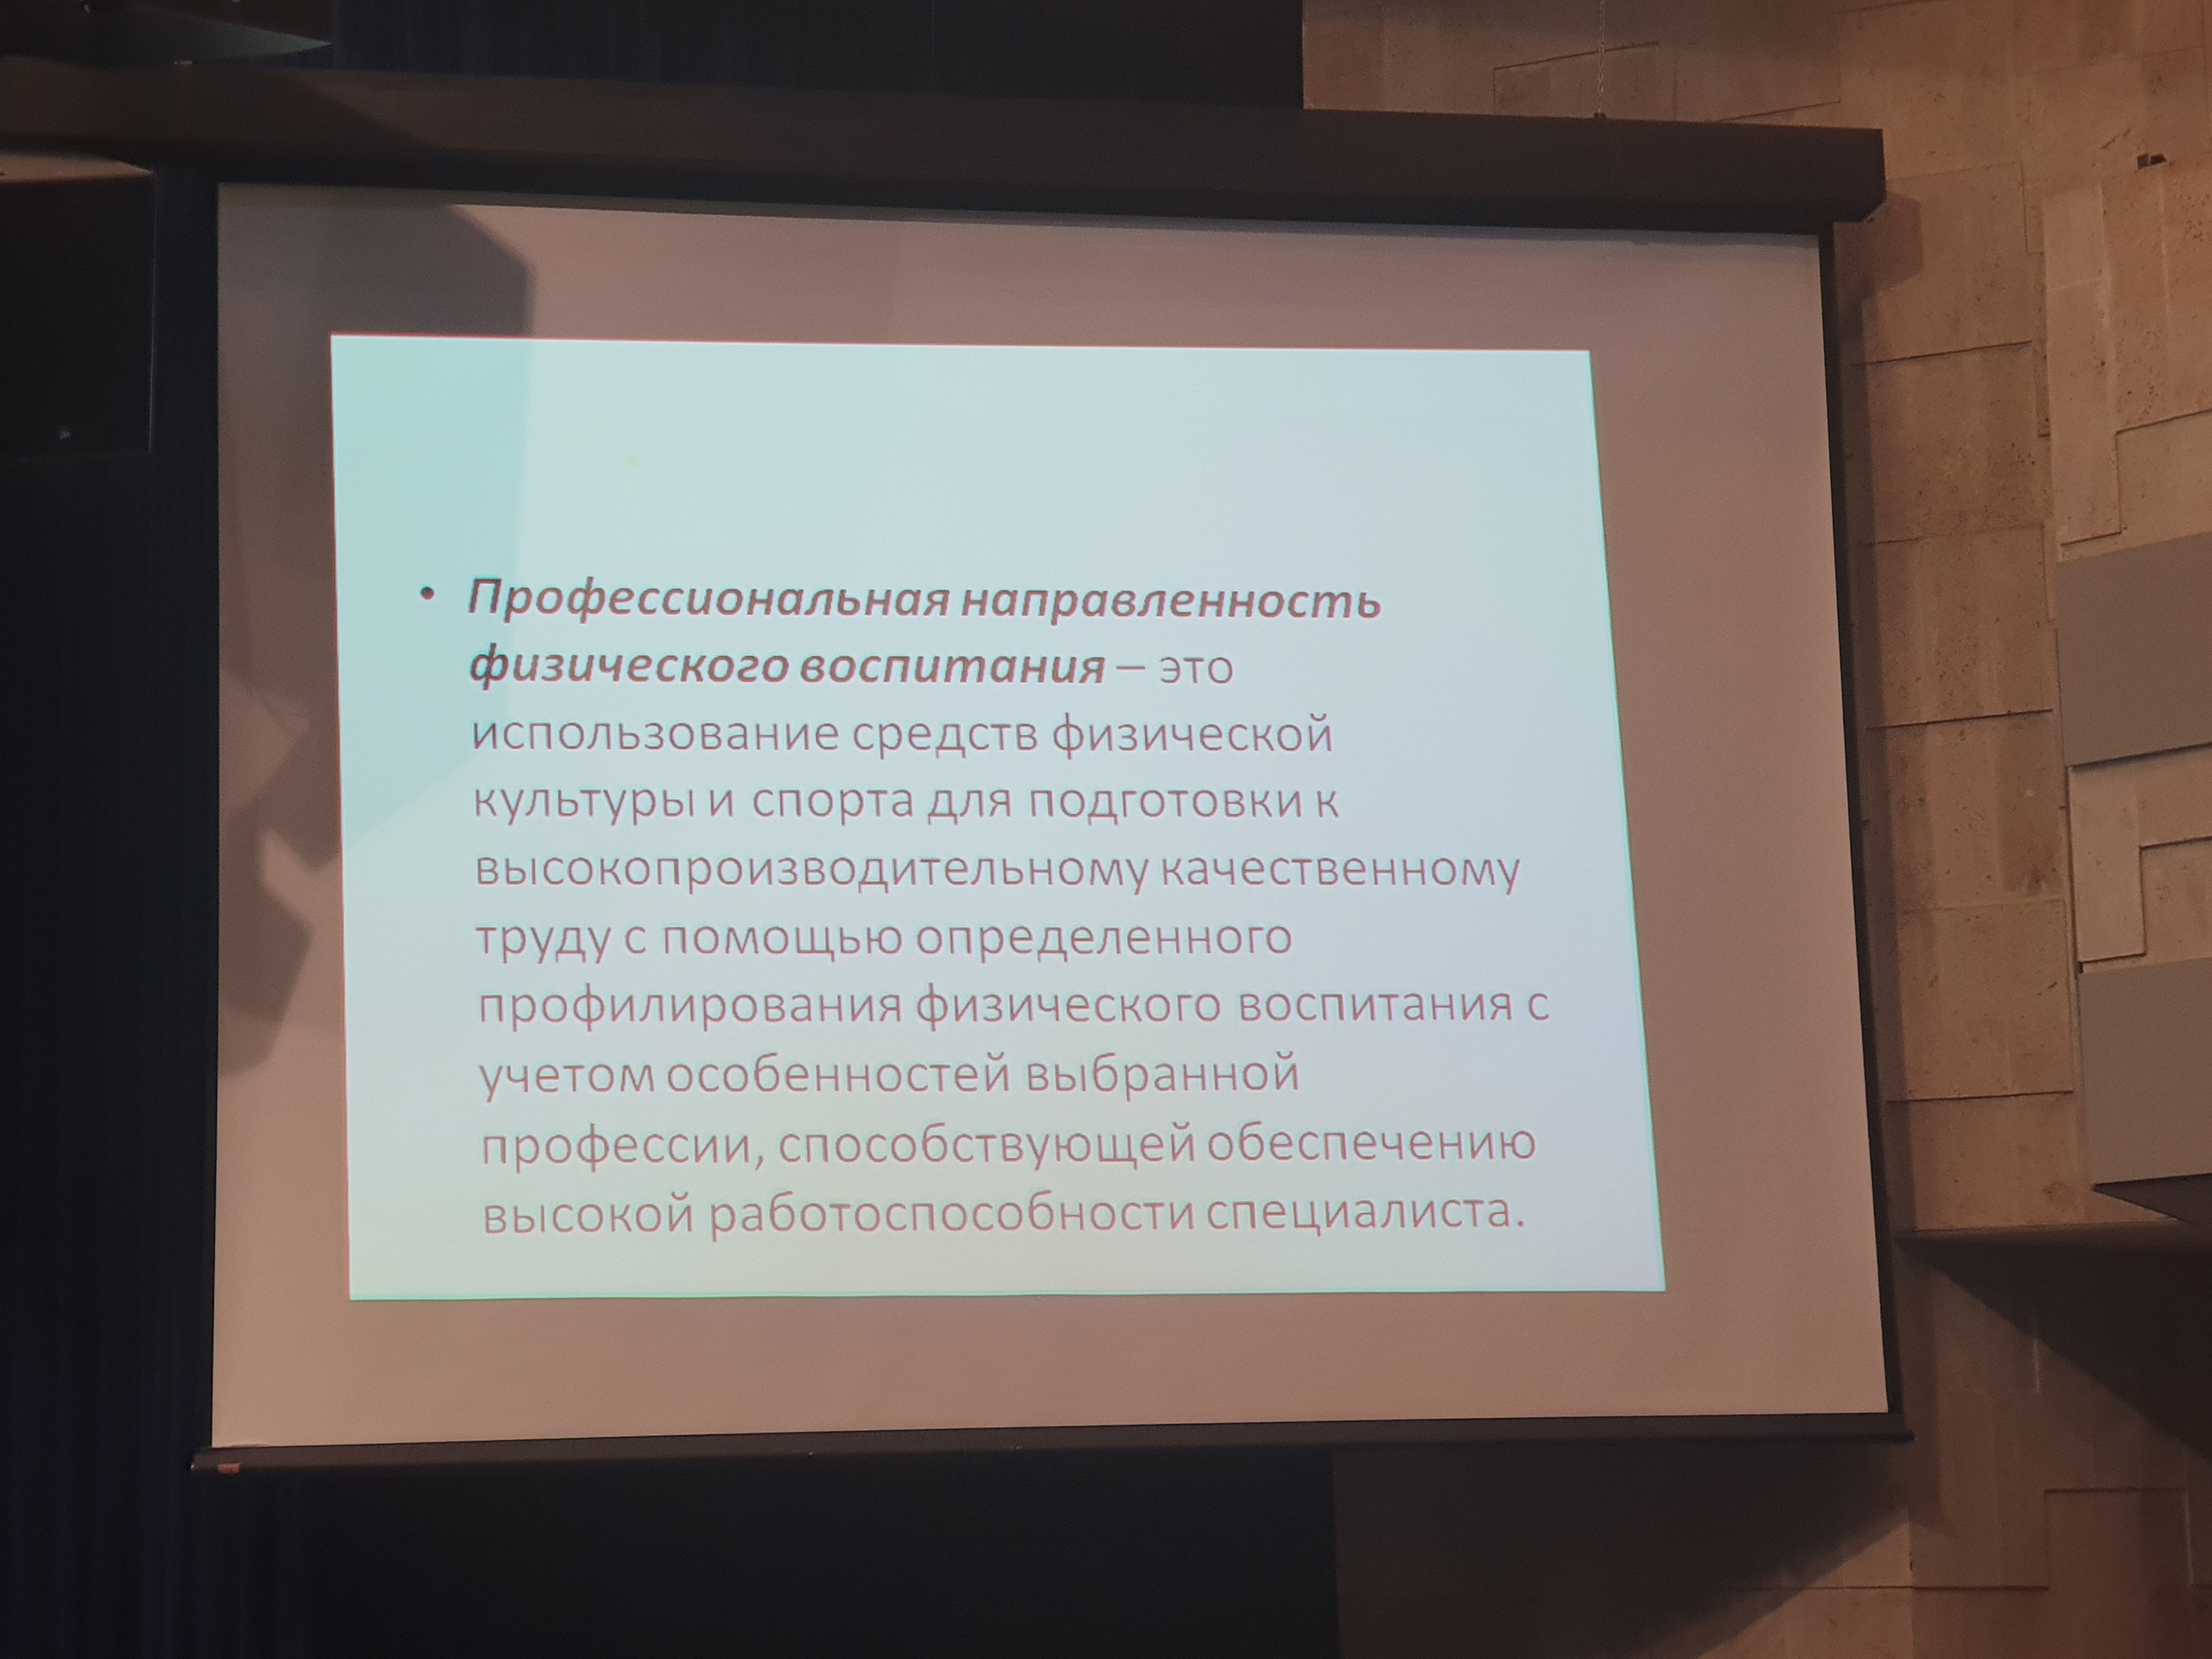 • Профессиональная направленность
физического воспитания – это
использование средств физической
культуры и спорта для подготовки к
высокопроизводительному качественному
труду с помощью определенного
профилирования физического воспитания с
учетом особенностей выбранной
профессии, способствующей обеспечению
высокой работоспособности специалиста.